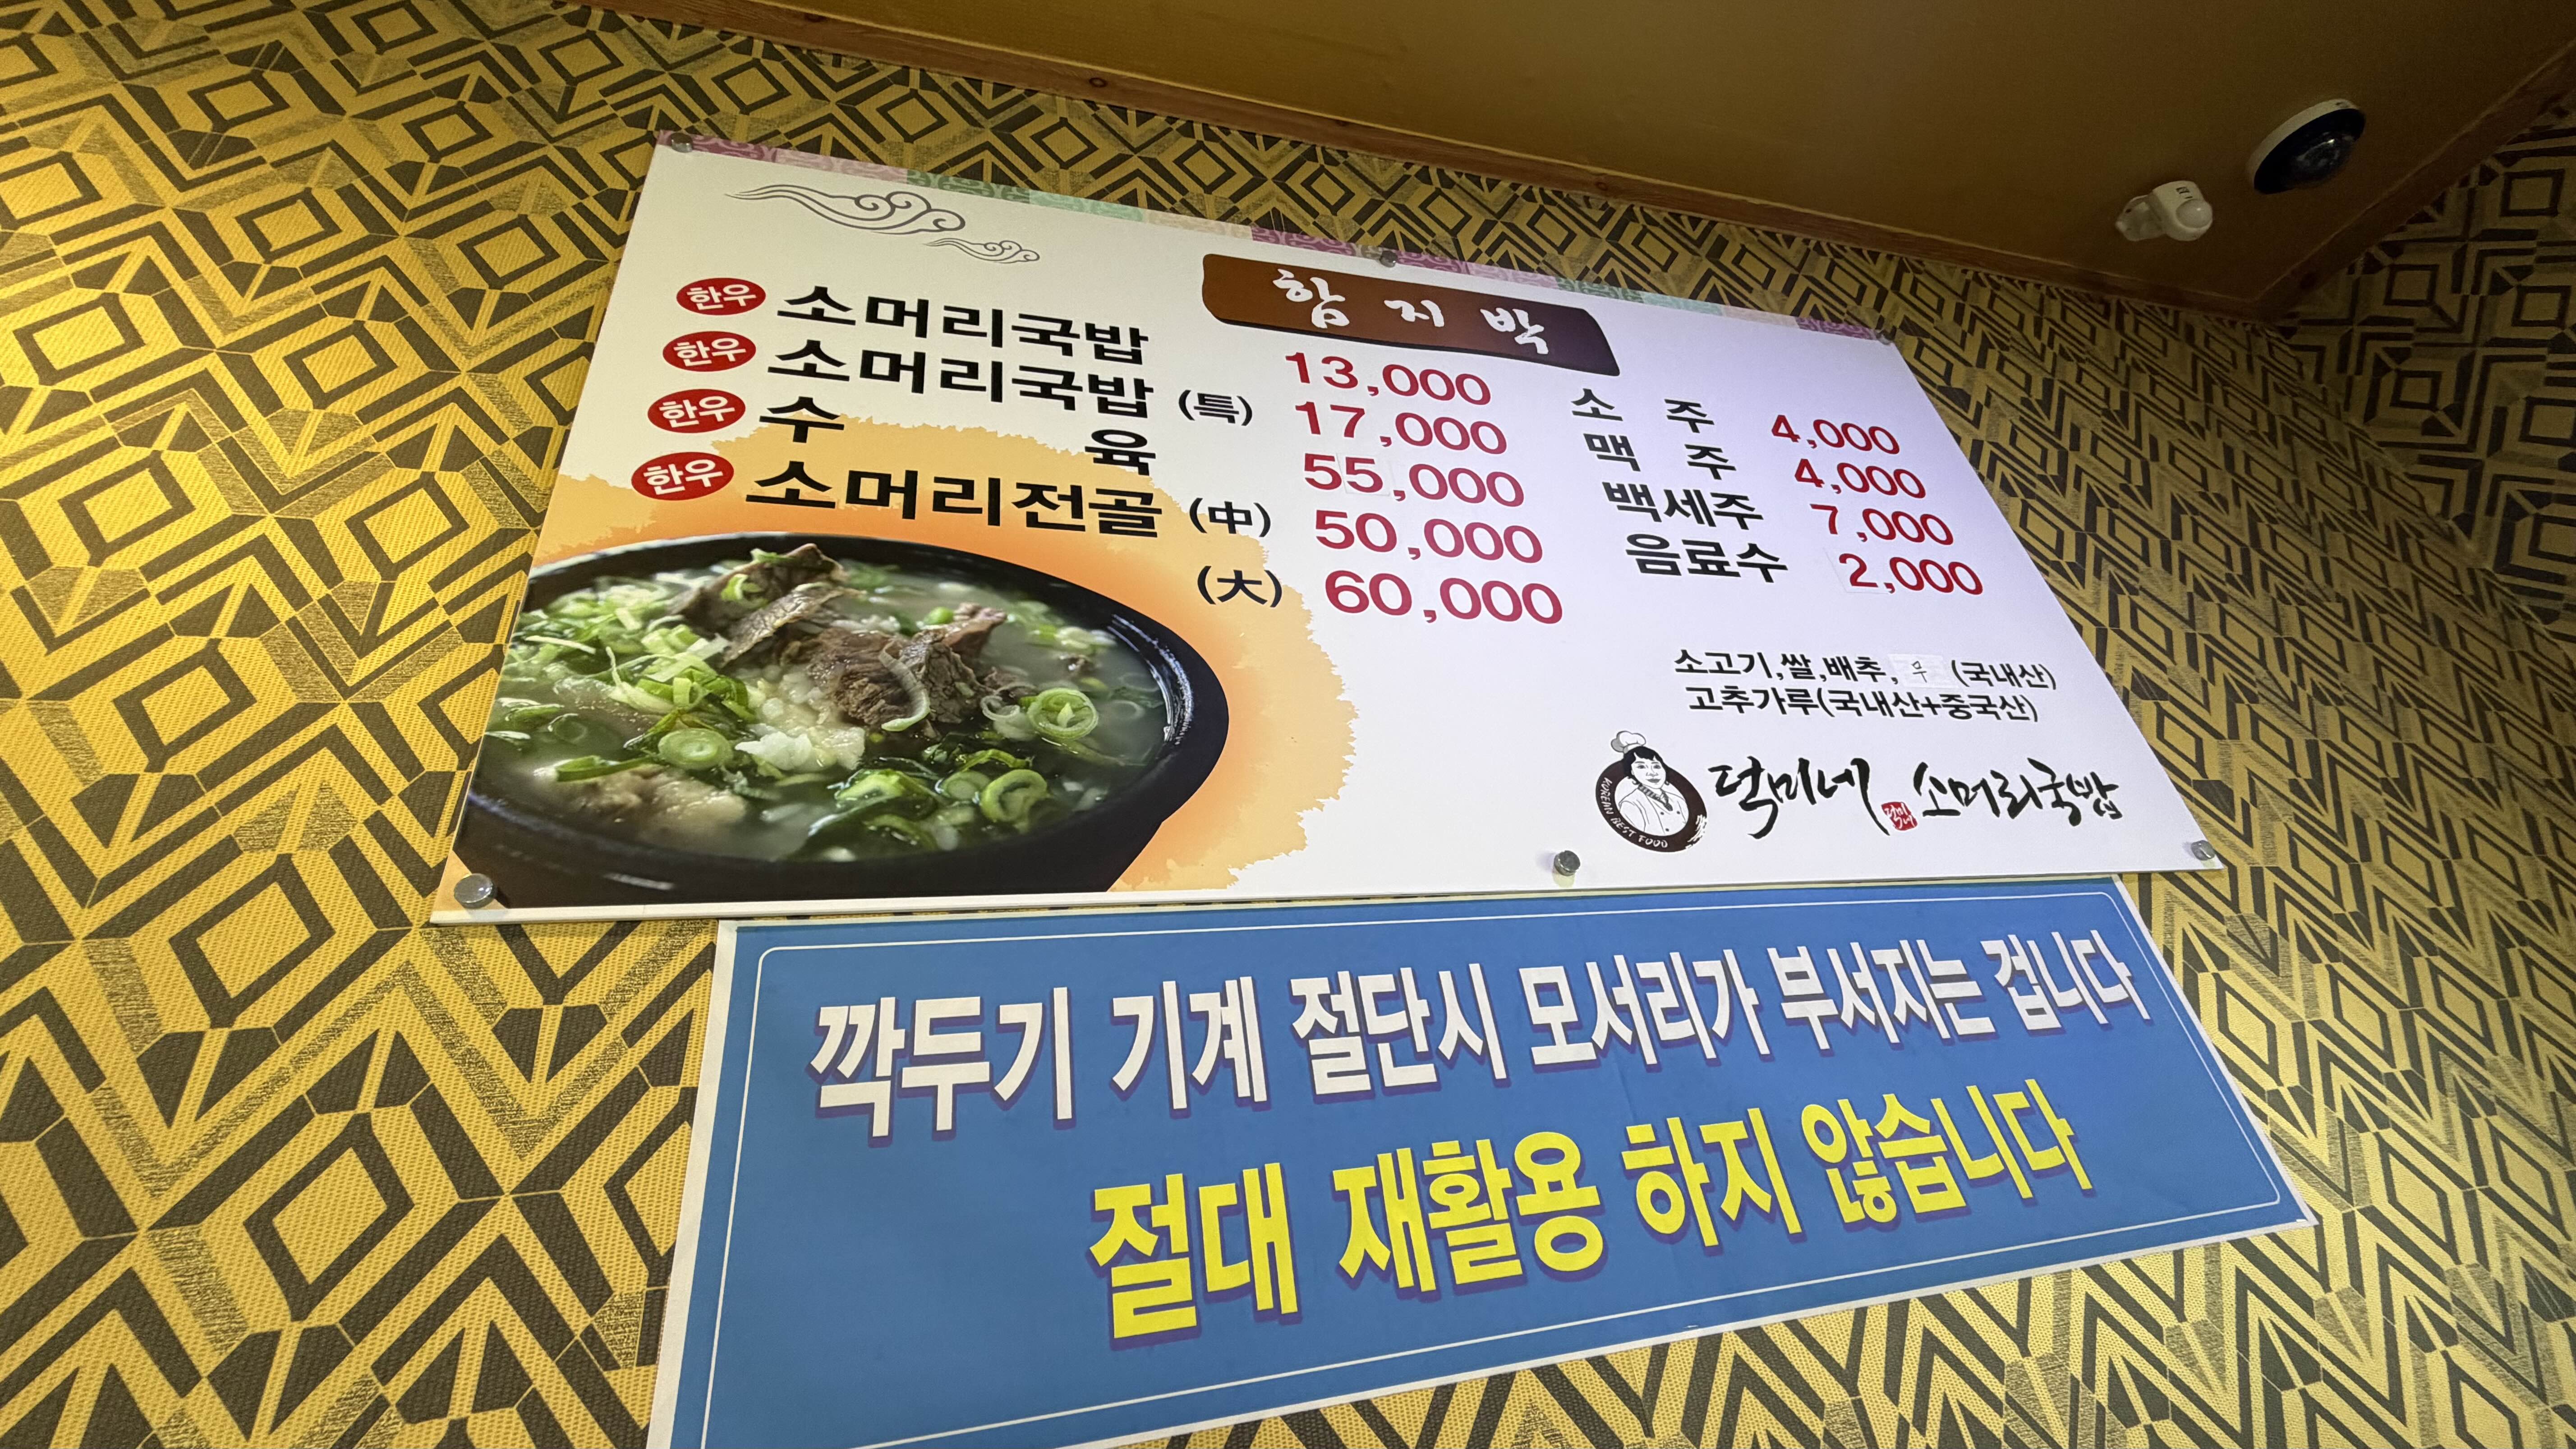 함지박
한우 소머리국밥 13,000
한우 소머리국밥 (특) 17,000
한우 수 육 55,000
한우 소머리전골 (中) 50,000
(大) 60,000
소 주 4,000
맥 주 4,000
백세주 7,000
음료수 2,000
소고기,쌀,배추, 무 (국내산)
고추가루(국내산+중국산)
KOREAN BEST FOOD
덕미네 소머리국밥
깍두기 기계 절단시 모서리가 부서지는 겁니다
절대 재활용 하지 않습니다